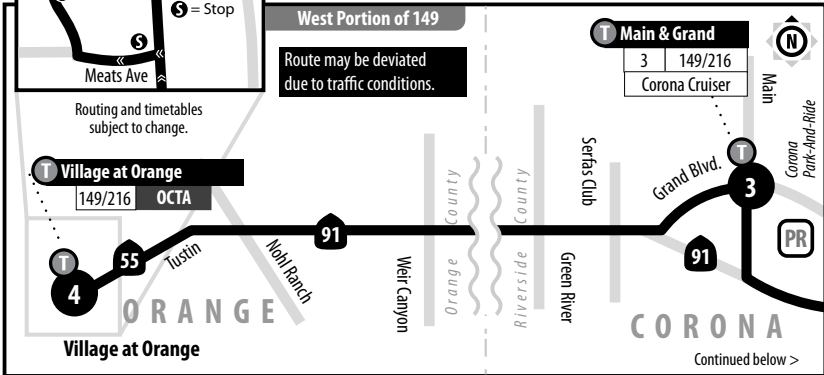 S = Stop
S
Meats Ave
Routing and timetables
subject to change.
West Portion of 149
Route may be deviated
due to traffic conditions.
T Main & Grand
3 149/216
Corona Cruiser
N
Main
Corona
Park-And-Ride
T Village at Orange
149/216 OCTA
T
4
55
Tustin
Nohl Ranch
91
Weir Canyon
Orange County
Riverside County
Green River
Serfas Club
Grand Blvd.
T
3
91
PR
ORANGE
CORONA
Village at Orange
Continued below >